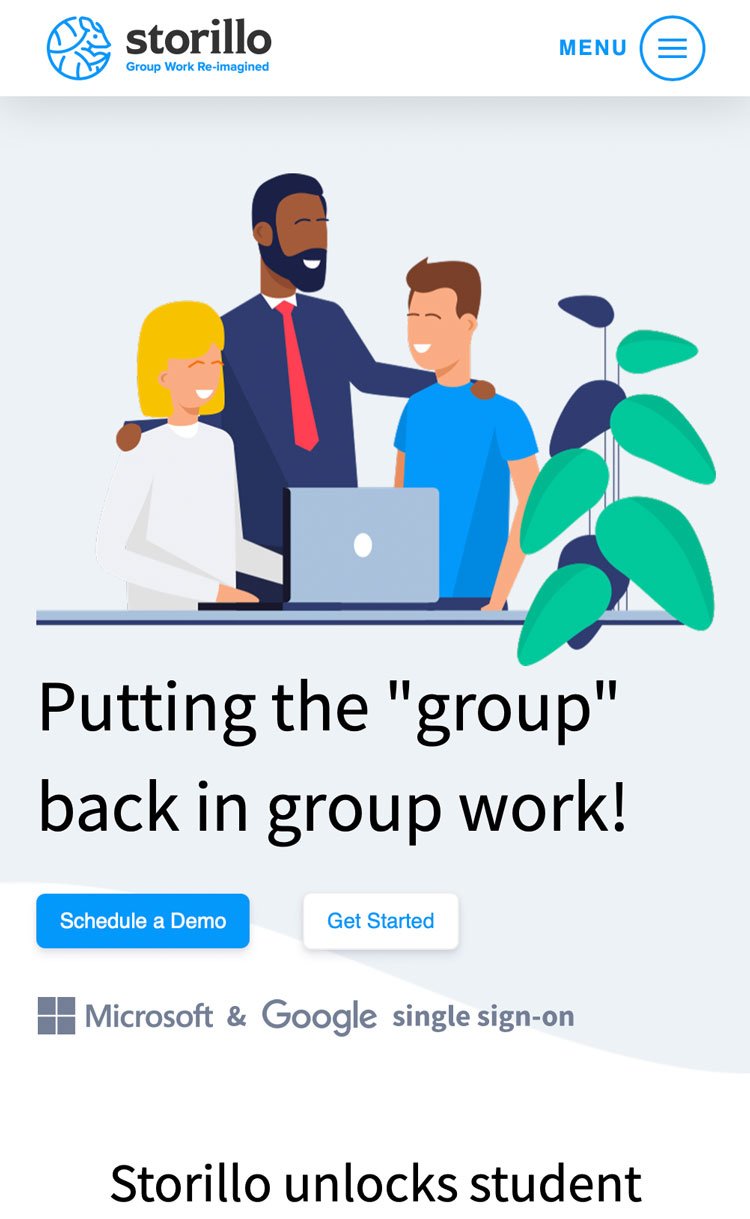 storillo
Group Work Re-imagined
MENU
Putting the "group"
back in group work!
Schedule a Demo
Get Started
Microsoft & Google single sign-on
Storillo unlocks student